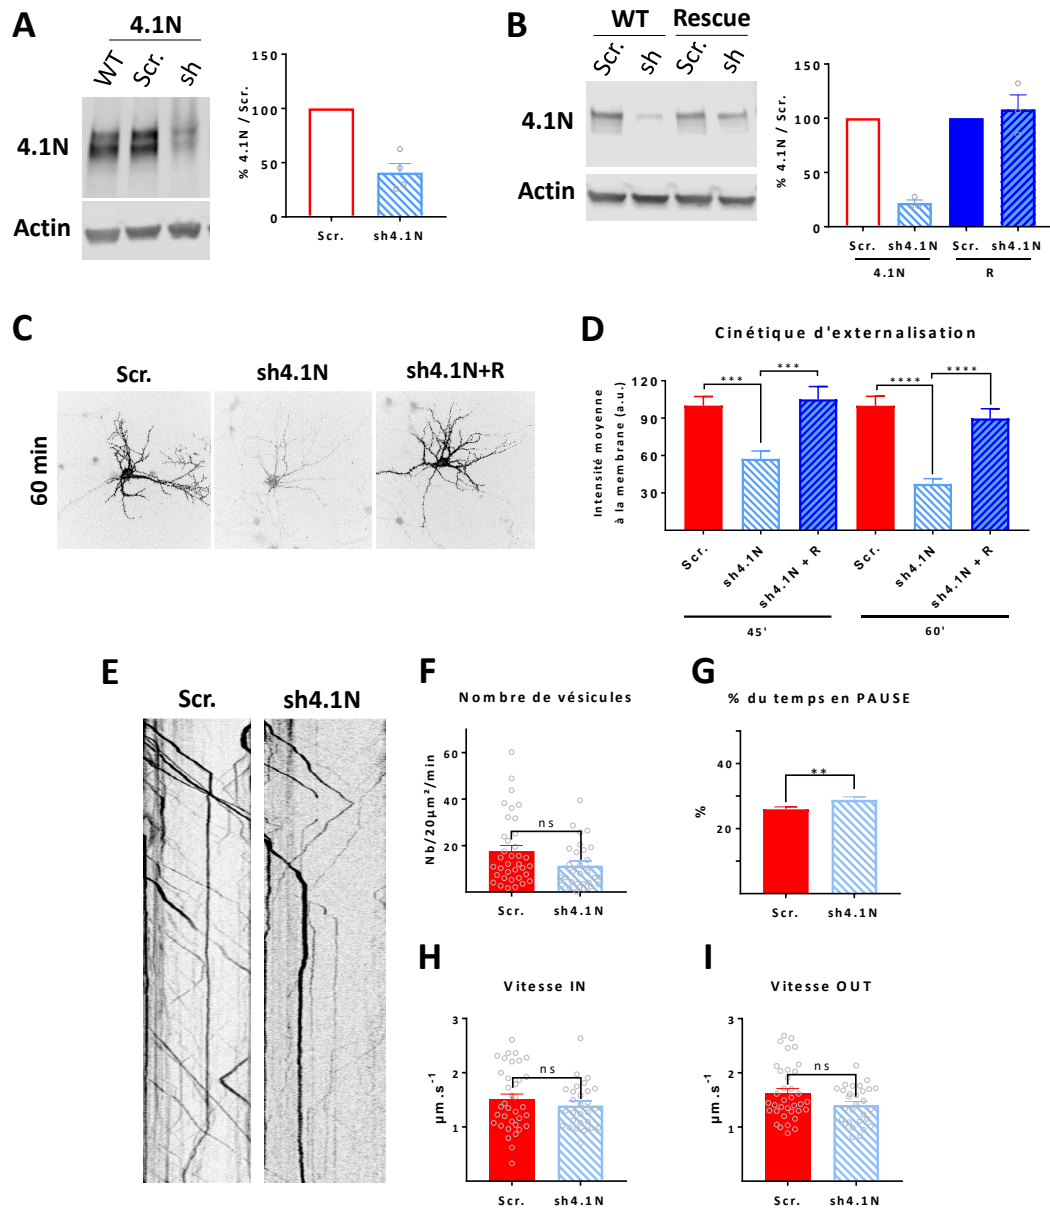 A
4.1N
WT Scr. sh
4.1N
Actin
% 4.1N / Scr.
150
100
50
0
Scr. sh4.1N
B
WT Rescue
Scr. sh Scr. sh
4.1N
Actin
% 4.1N / Scr.
150
100
50
0
Scr. sh4.1N Scr. sh4.1N
4.1N R
C
Scr. sh4.1N sh4.1N+R
60 min
D
Cinétique d'externalisation
Intensité moyenne
à la membrane (a.u.)
120
90
60
30
*** *** **** ****
Scr. sh4.1N sh4.1N + R Scr. sh4.1N sh4.1N + R
45' 60'
E
Scr. sh4.1N
F
Nombre de vésicules
Nb/20µm²/min
60
40
20
ns
Scr. sh4.1N
G
% du temps en PAUSE
%
40
20
**
Scr. sh4.1N
H
Vitesse IN
µm.s⁻¹
3
2
1
ns
Scr. sh4.1N
I
Vitesse OUT
µm.s⁻¹
3
2
1
ns
Scr. sh4.1N